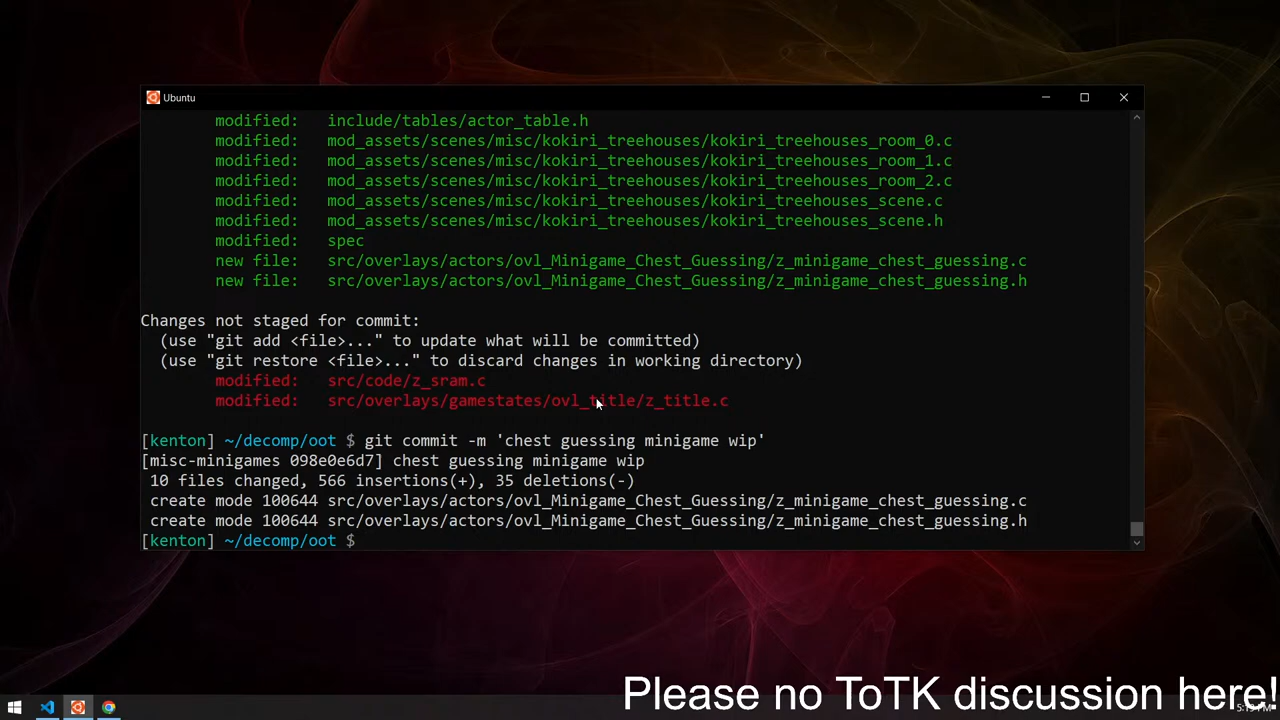 Ubuntu
modified:   include/tables/actor_table.h
modified:   mod_assets/scenes/misc/kokiri_treehouses/kokiri_treehouses_room_0.c
modified:   mod_assets/scenes/misc/kokiri_treehouses/kokiri_treehouses_room_1.c
modified:   mod_assets/scenes/misc/kokiri_treehouses/kokiri_treehouses_room_2.c
modified:   mod_assets/scenes/misc/kokiri_treehouses/kokiri_treehouses_scene.c
modified:   mod_assets/scenes/misc/kokiri_treehouses/kokiri_treehouses_scene.h
modified:   spec
new file:   src/overlays/actors/ovl_Minigame_Chest_Guessing/z_minigame_chest_guessing.c
new file:   src/overlays/actors/ovl_Minigame_Chest_Guessing/z_minigame_chest_guessing.h
Changes not staged for commit:
(use "git add <file>..." to update what will be committed)
(use "git restore <file>..." to discard changes in working directory)
modified:   src/code/z_sram.c
modified:   src/overlays/gamestates/ovl_title/z_title.c
[kenton] ~/decomp/oot $ git commit -m 'chest guessing minigame wip'
[misc-minigames 098e0e6d7] chest guessing minigame wip
10 files changed, 566 insertions(+), 35 deletions(-)
create mode 100644 src/overlays/actors/ovl_Minigame_Chest_Guessing/z_minigame_chest_guessing.c
create mode 100644 src/overlays/actors/ovl_Minigame_Chest_Guessing/z_minigame_chest_guessing.h
[kenton] ~/decomp/oot $
Please no ToTK discussion here!